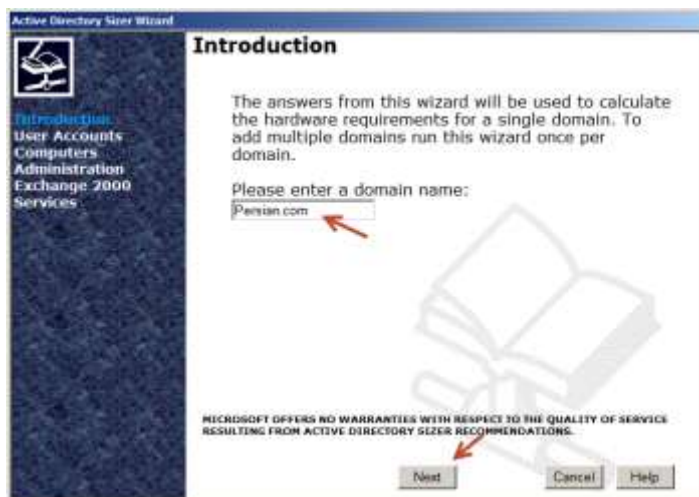 Active Directory Sizer Wizard
Introduction
Introduction
User Accounts
Computers
Administration
Exchange 2000
Services
The answers from this wizard will be used to calculate
the hardware requirements for a single domain. To
add multiple domains run this wizard once per
domain.
Please enter a domain name:
Persian.com
MICROSOFT OFFERS NO WARRANTIES WITH RESPECT TO THE QUALITY OF SERVICE
RESULTING FROM ACTIVE DIRECTORY SIZER RECOMMENDATIONS.
Next
Cancel
Help